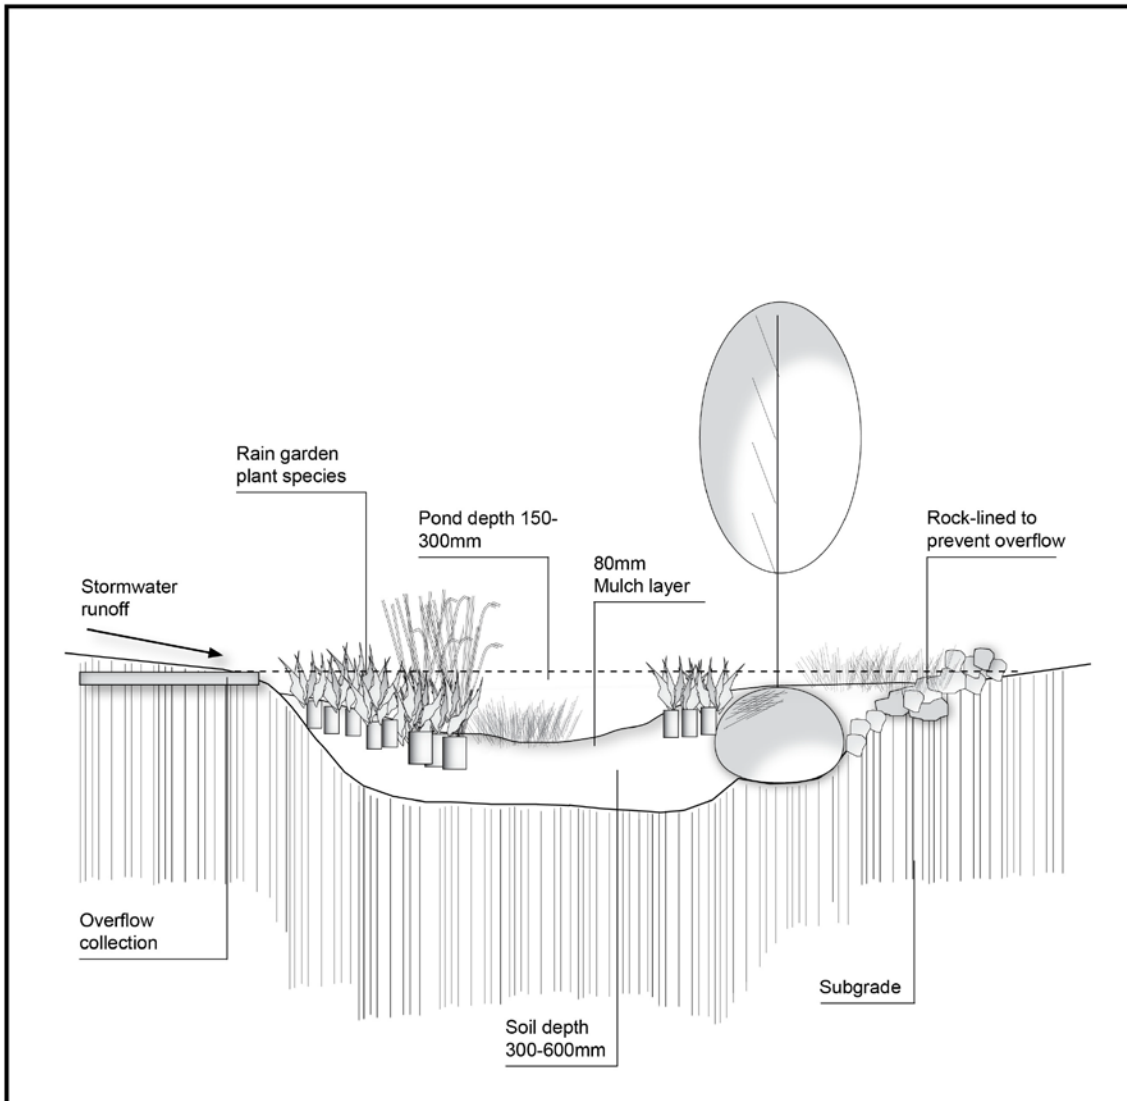 Rain garden
plant species
Pond depth 150-
300mm
Rock-lined to
prevent overflow
80mm
Mulch layer
Stormwater
runoff
Overflow
collection
Subgrade
Soil depth
300-600mm